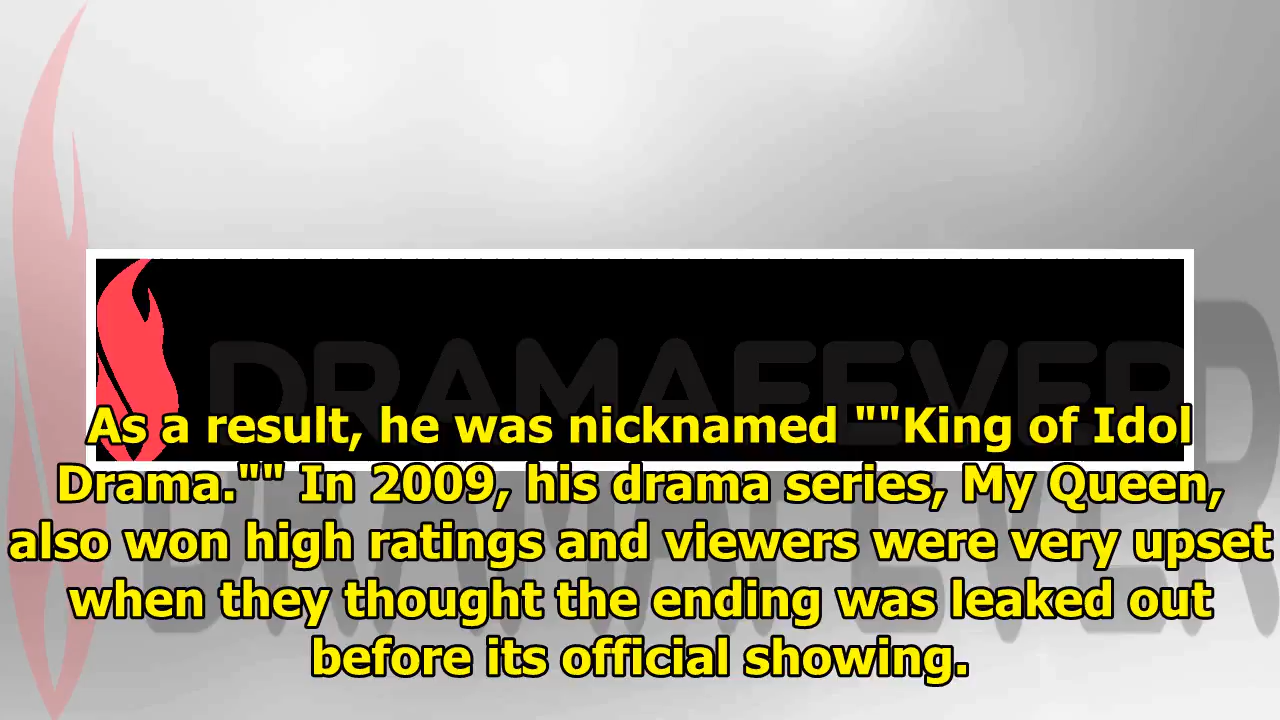 DRAMAFEVER
As a result, he was nicknamed ""King of Idol
Drama."" In 2009, his drama series, My Queen,
also won high ratings and viewers were very upset
when they thought the ending was leaked out
before its official showing.
DRAMAFEVER